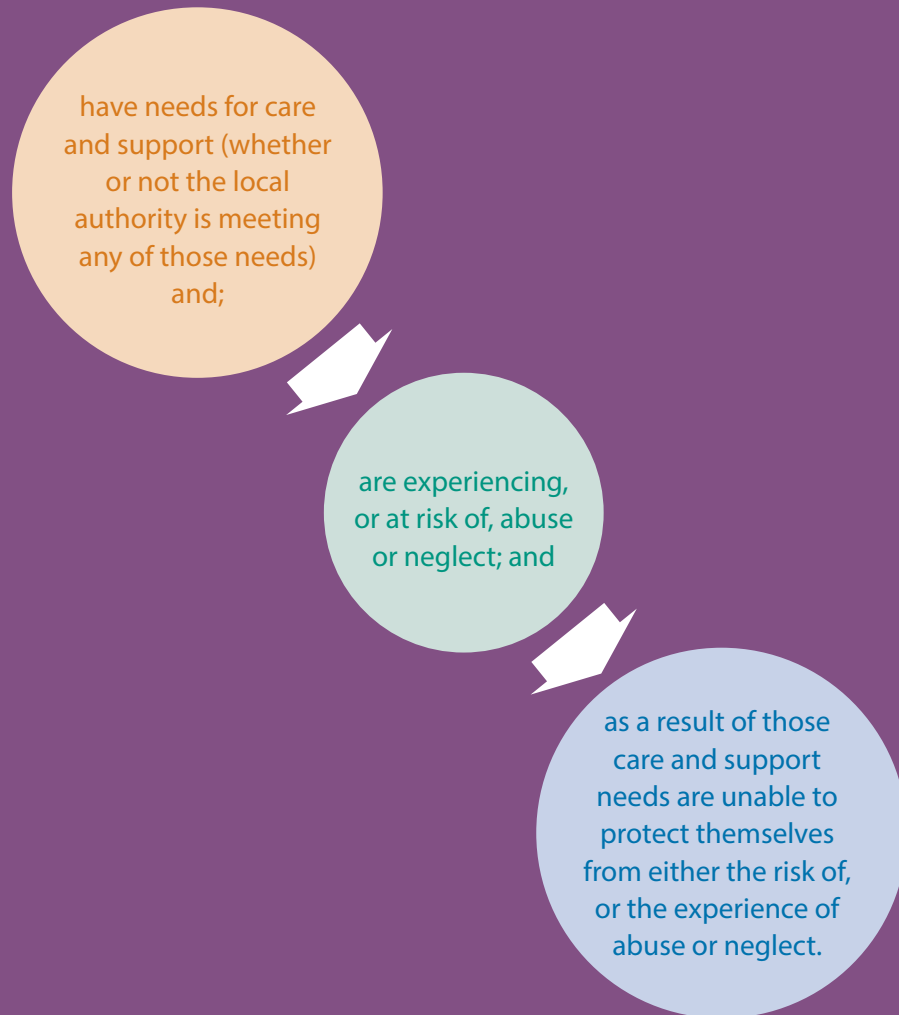 have needs for care
and support (whether
or not the local
authority is meeting
any of those needs)
and;
are experiencing,
or at risk of, abuse
or neglect; and
as a result of those
care and support
needs are unable to
protect themselves
from either the risk of,
or the experience of
abuse or neglect.